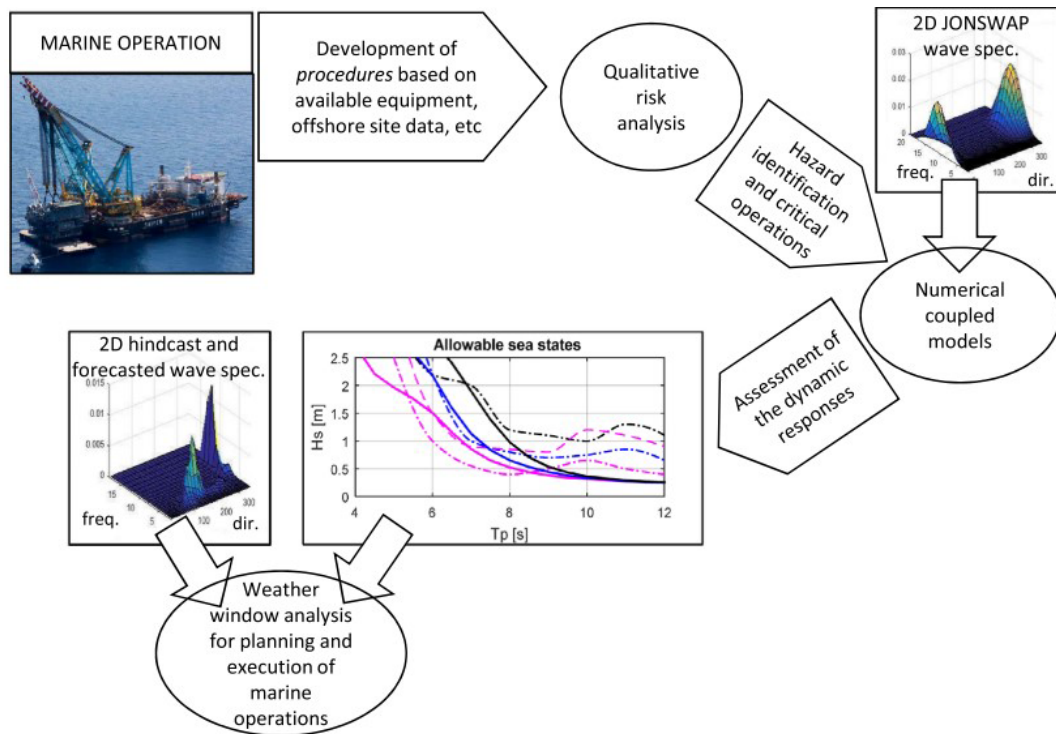 MARINE OPERATION
Development of
procedures based on
available equipment,
offshore site data, etc
Qualitative
risk
analysis
Hazard
identification
and critical
operations
2D JONSWAP
wave spec.
0.03
0.02
0.01
0
20
15
10
5
100
200
300
freq.
dir.
Numerical
coupled
models
Assessment of
the dynamic
responses
2D hindcast and
forecasted wave spec.
0.015
0.01
0.005
0
15
10
5
100
200
300
freq.
dir.
Allowable sea states
2.5
2
1.5
1
0.5
0
Hs [m]
4
6
8
10
12
Tp [s]
Weather
window analysis
for planning and
execution of
marine
operations